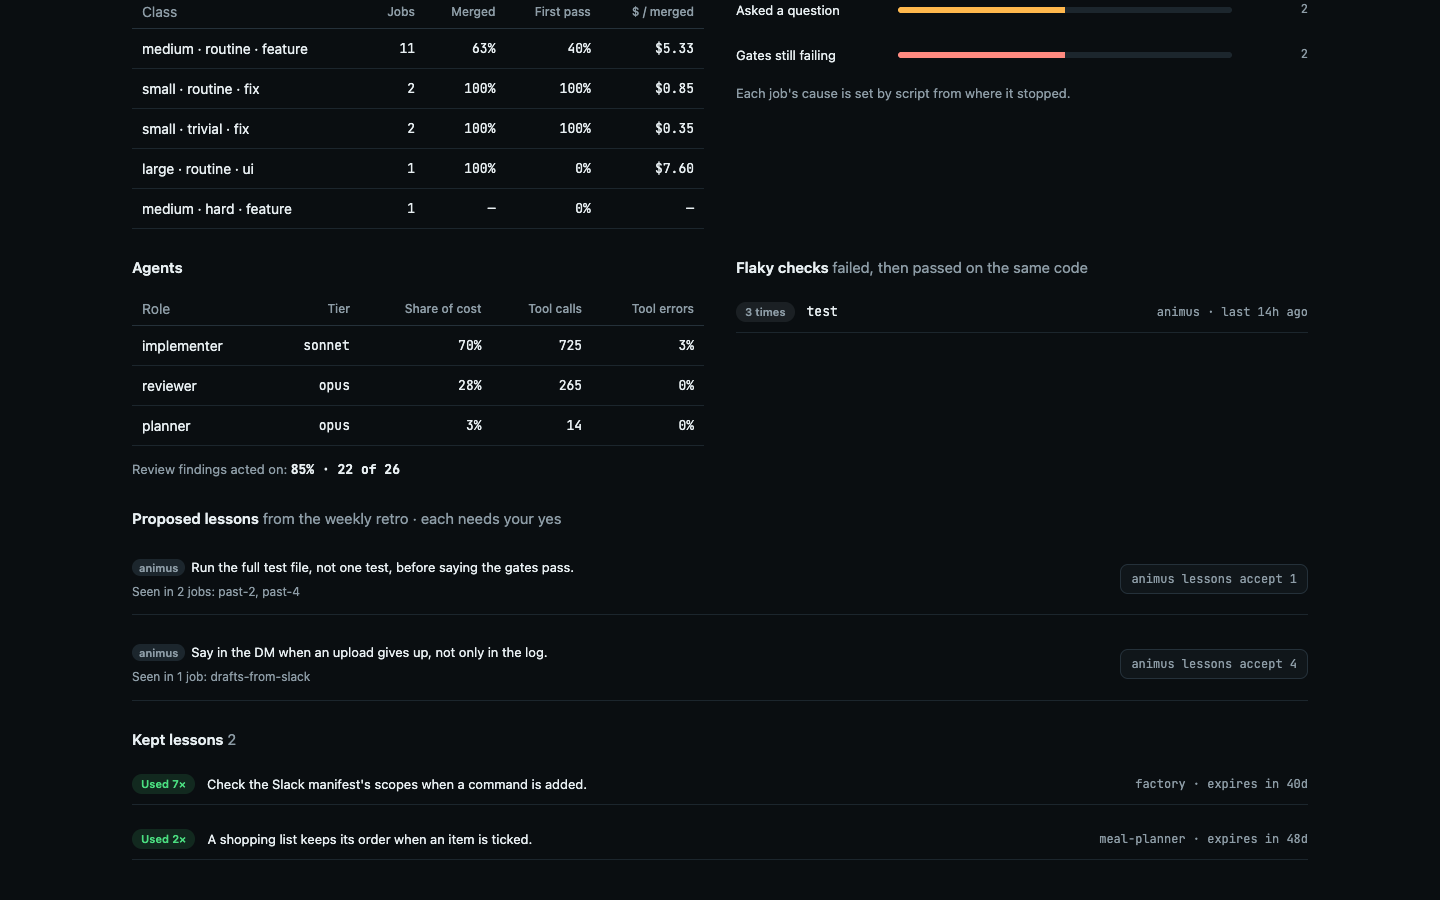 Class Jobs Merged First pass $ / merged
medium · routine · feature 11 63% 40% $5.33
small · routine · fix 2 100% 100% $0.85
small · trivial · fix 2 100% 100% $0.35
large · routine · ui 1 100% 0% $7.60
medium · hard · feature 1 — 0% —
Asked a question 2
Gates still failing 2
Each job's cause is set by script from where it stopped.
Agents
Role Tier Share of cost Tool calls Tool errors
implementer sonnet 70% 725 3%
reviewer opus 28% 265 0%
planner opus 3% 14 0%
Review findings acted on: 85% · 22 of 26
Flaky checks failed, then passed on the same code
3 times test animus · last 14h ago
Proposed lessons from the weekly retro · each needs your yes
animus Run the full test file, not one test, before saying the gates pass.
Seen in 2 jobs: past-2, past-4
animus lessons accept 1
animus Say in the DM when an upload gives up, not only in the log.
Seen in 1 job: drafts-from-slack
animus lessons accept 4
Kept lessons 2
Used 7× Check the Slack manifest's scopes when a command is added. factory · expires in 40d
Used 2× A shopping list keeps its order when an item is ticked. meal-planner · expires in 48d